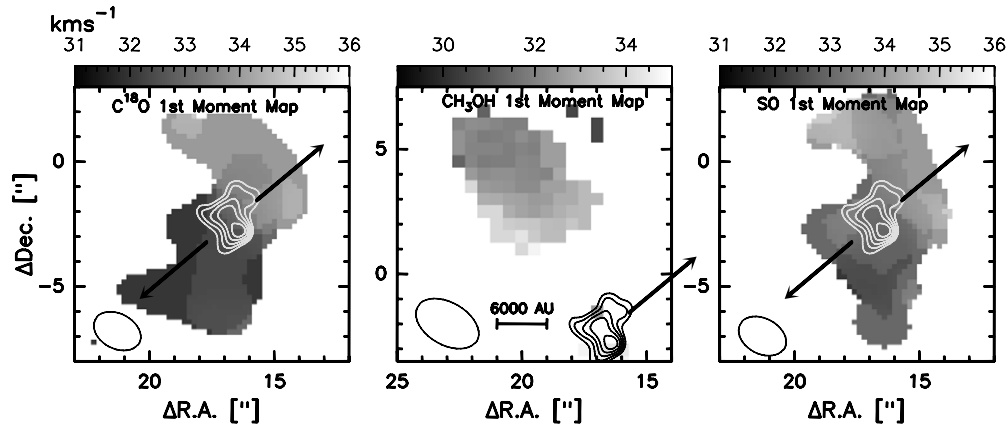 kms⁻¹
31 32 33 34 35 36
30 32 34
31 32 33 34 35 36
C¹⁸O 1st Moment Map
CH₃OH 1st Moment Map
SO 1st Moment Map
ΔDec. ["]
0
−5
5
0
0
−5
6000 AU
20 15
25 20 15
20 15
ΔR.A. ["]
ΔR.A. ["]
ΔR.A. ["]